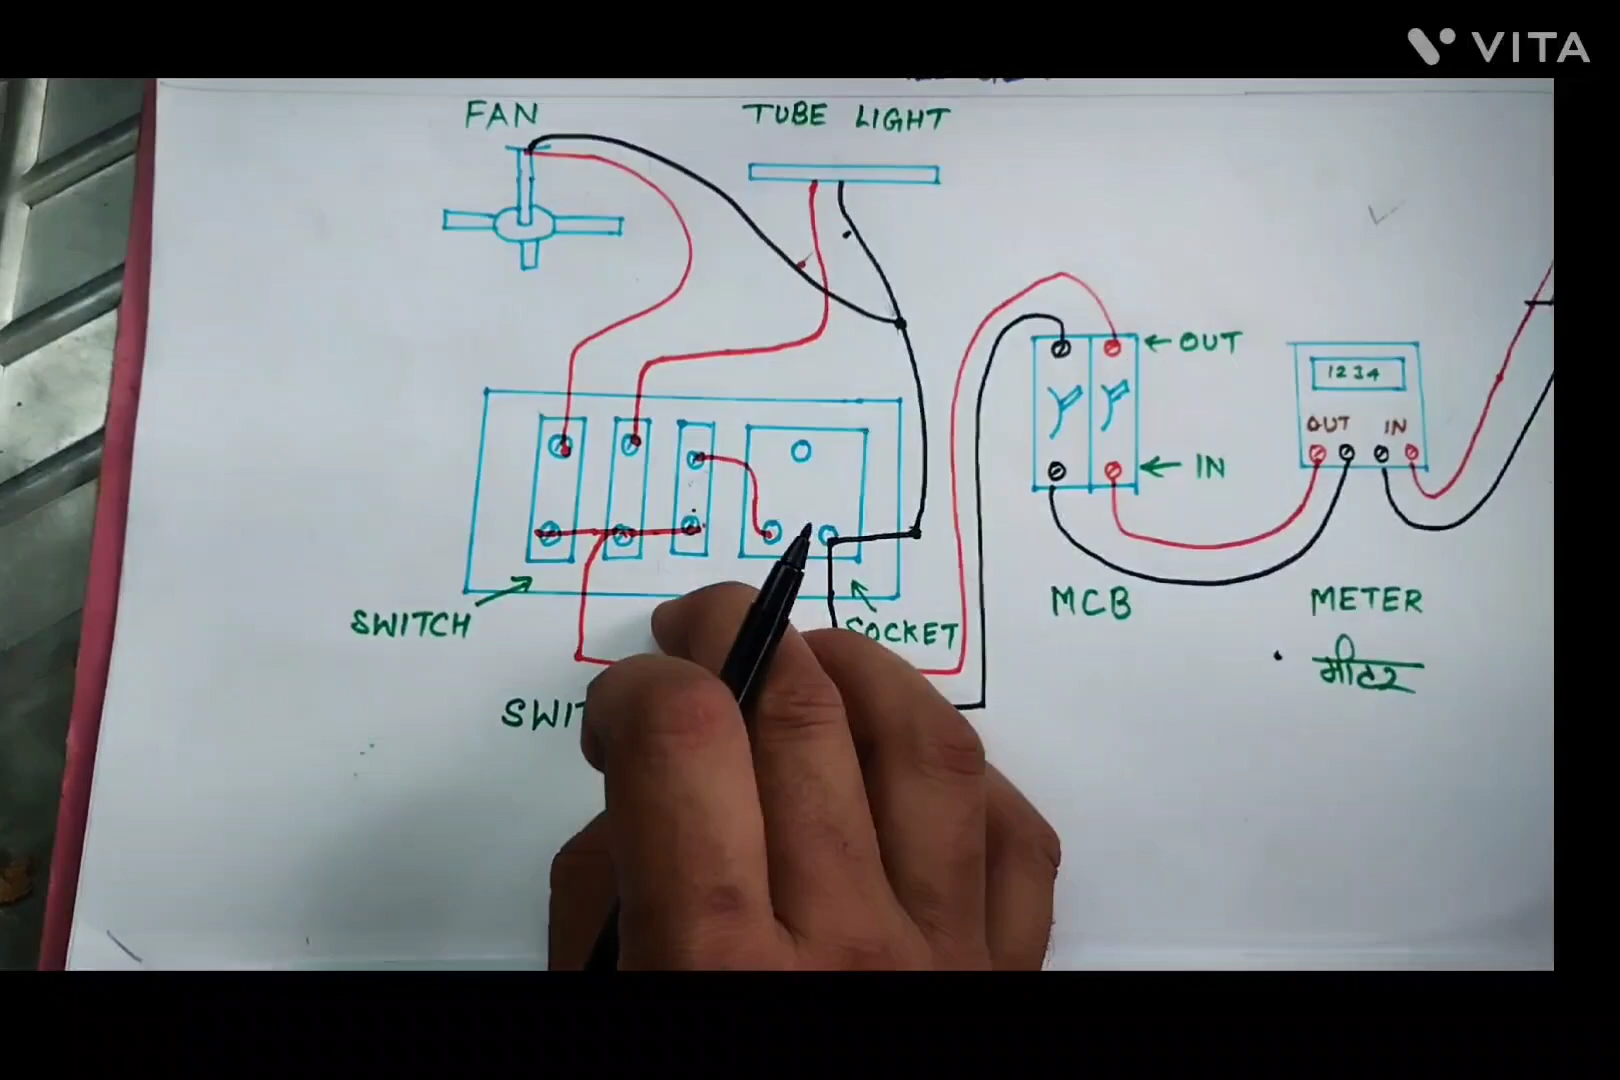 VITA
FAN
TUBE LIGHT
OUT
1234
OUT IN
IN
SWITCH
SOCKET
MCB
METER
मीटर